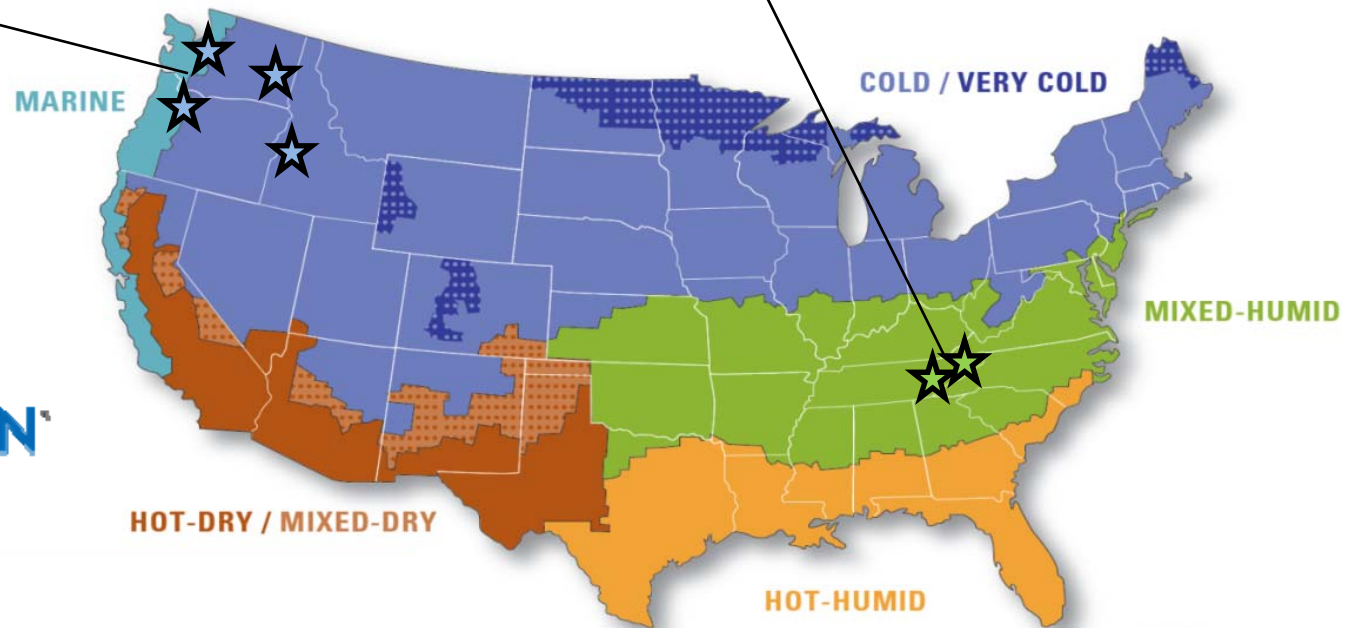 MARINE
COLD / VERY COLD
MIXED-HUMID
N
HOT-DRY / MIXED-DRY
HOT-HUMID